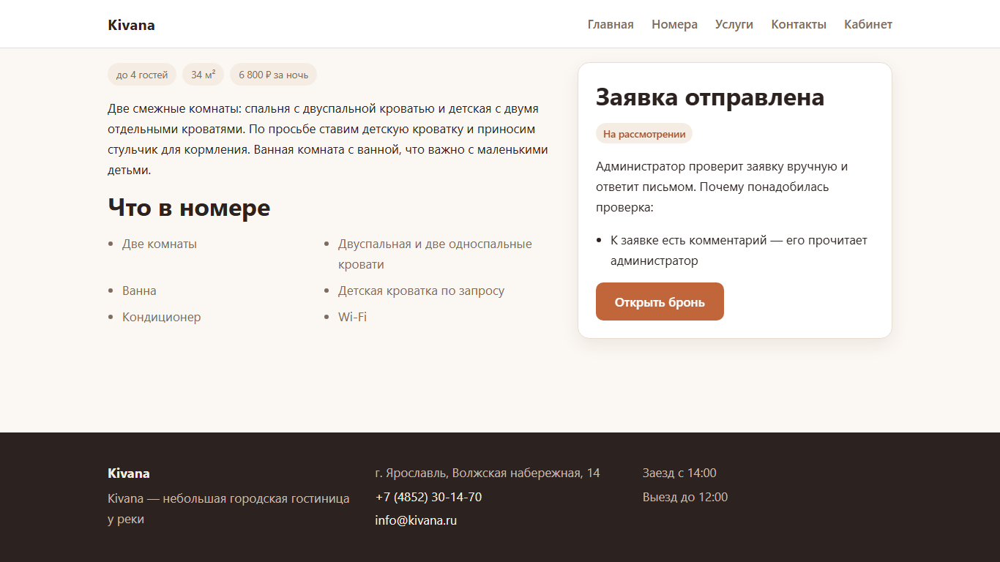 Kivana
Главная
Номера
Услуги
Контакты
Кабинет
до 4 гостей
34 м²
6 800 ₽ за ночь
Две смежные комнаты: спальня с двуспальной кроватью и детская с двумя
отдельными кроватями. По просьбе ставим детскую кроватку и приносим
стульчик для кормления. Ванная комната с ванной, что важно с маленькими
детьми.
Что в номере
Две комнаты
Двуспальная и две односпальные
кровати
Ванна
Детская кроватка по запросу
Кондиционер
Wi-Fi
Заявка отправлена
На рассмотрении
Администратор проверит заявку вручную и
ответит письмом. Почему понадобилась
проверка:
К заявке есть комментарий — его прочитает
администратор
Открыть бронь
Kivana
Kivana — небольшая городская гостиница
у реки
г. Ярославль, Волжская набережная, 14
+7 (4852) 30-14-70
info@kivana.ru
Заезд с 14:00
Выезд до 12:00